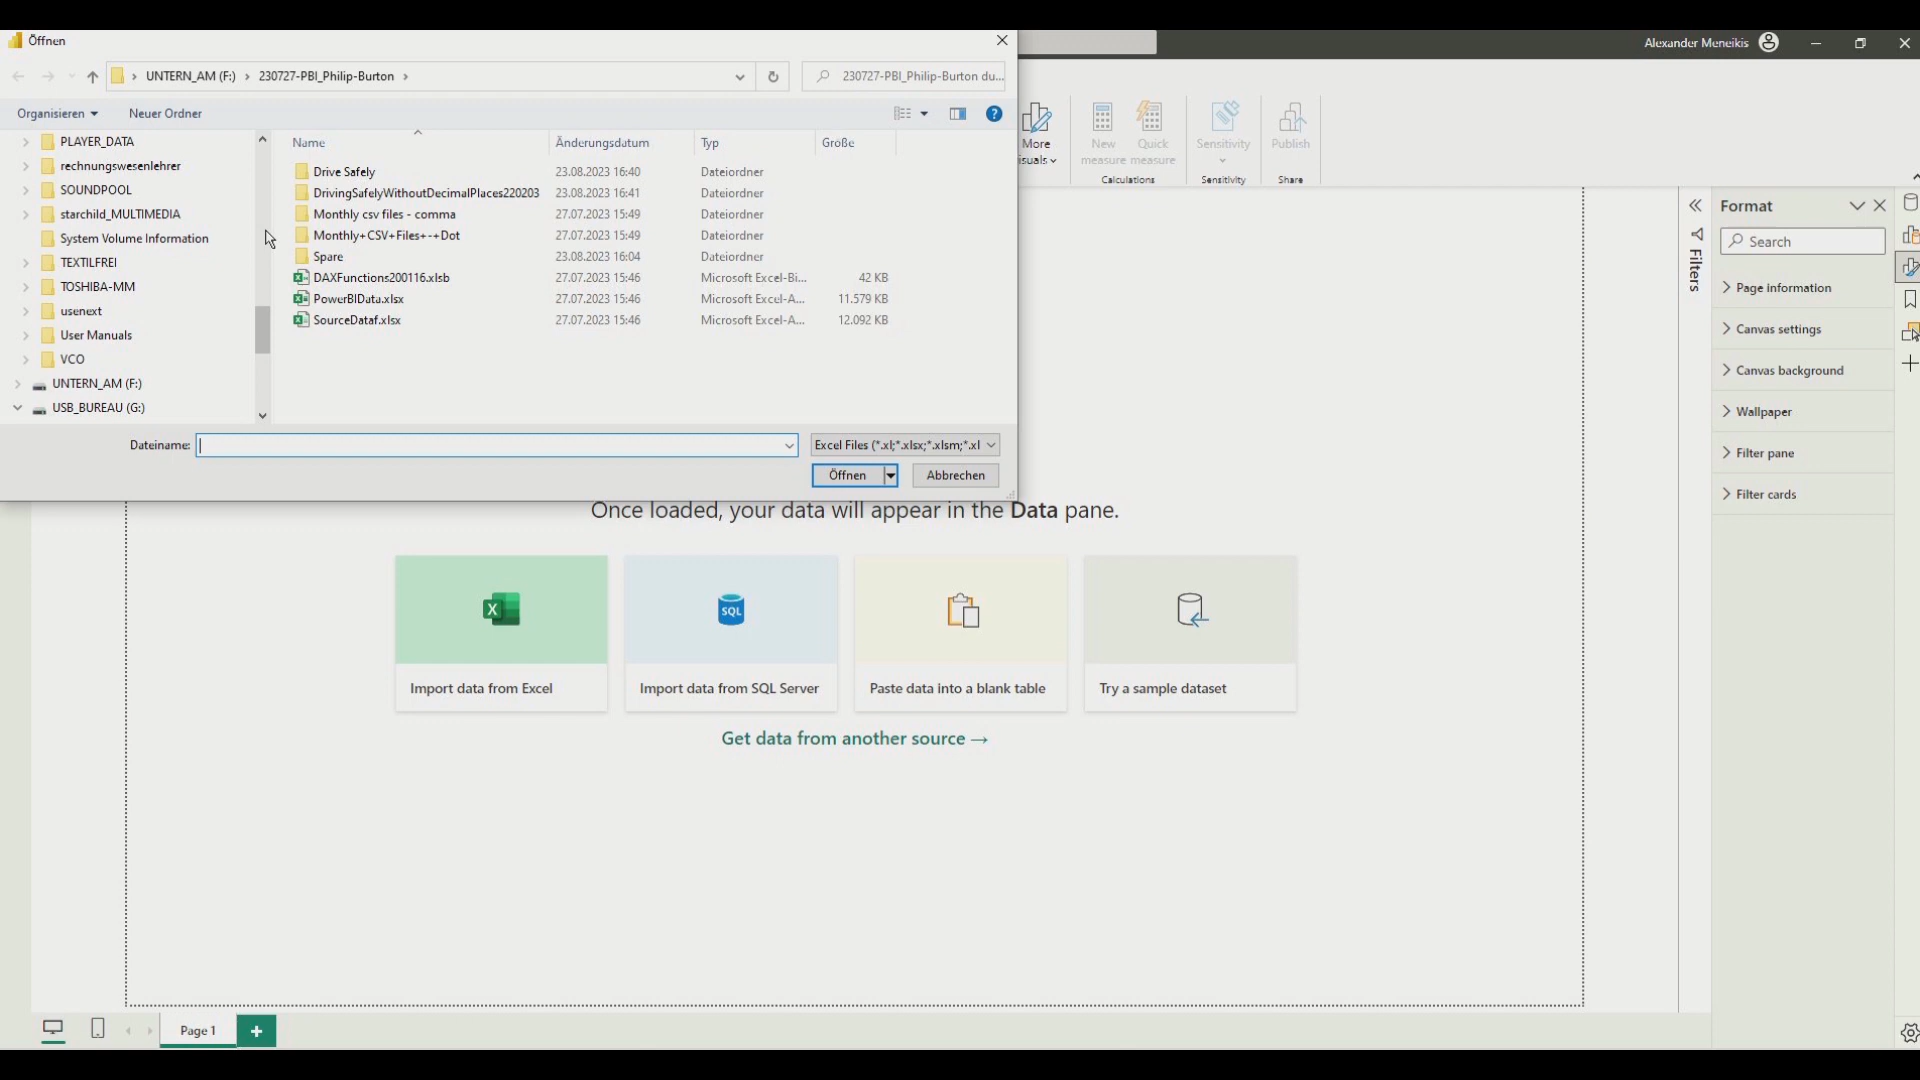 Öffnen
Alexander Meneikis
UNTERN_AM (F:) > 230727-PBI_Philip-Burton >
230727-PBI_Philip-Burton du...
Organisieren
Neuer Ordner
PLAYER_DATA
rechnungswesenlehrer
SOUNDPOOL
starchild_MULTIMEDIA
System Volume Information
TEXTILFREI
TOSHIBA-MM
usenext
User Manuals
VCO
UNTERN_AM (F:)
USB_BUREAU (G:)
Name Änderungsdatum Typ Größe
Drive Safely 23.08.2023 16:40 Dateiordner
DrivingSafelyWithoutDecimalPlaces220203 23.08.2023 16:41 Dateiordner
Monthly csv files - comma 27.07.2023 15:49 Dateiordner
Monthly+CSV+Files+-+Dot 27.07.2023 15:49 Dateiordner
Spare 23.08.2023 16:04 Dateiordner
DAXFunctions200116.xlsb 27.07.2023 15:46 Microsoft Excel-Bi... 42 KB
PowerBIData.xlsx 27.07.2023 15:46 Microsoft Excel-A... 11.579 KB
SourceDataf.xlsx 27.07.2023 15:46 Microsoft Excel-A... 12.092 KB
Dateiname:
Excel Files (*.xl;*.xlsx;*.xlsm;*.xl
Öffnen
Abbrechen
More
isuals
New
measure
Quick
measure
Calculations
Sensitivity
Sensitivity
Publish
Share
Filters
Format
Search
Page information
Canvas settings
Canvas background
Wallpaper
Filter pane
Filter cards
Once loaded, your data will appear in the Data pane.
SQL
Import data from Excel
Import data from SQL Server
Paste data into a blank table
Try a sample dataset
Get data from another source →
Page 1